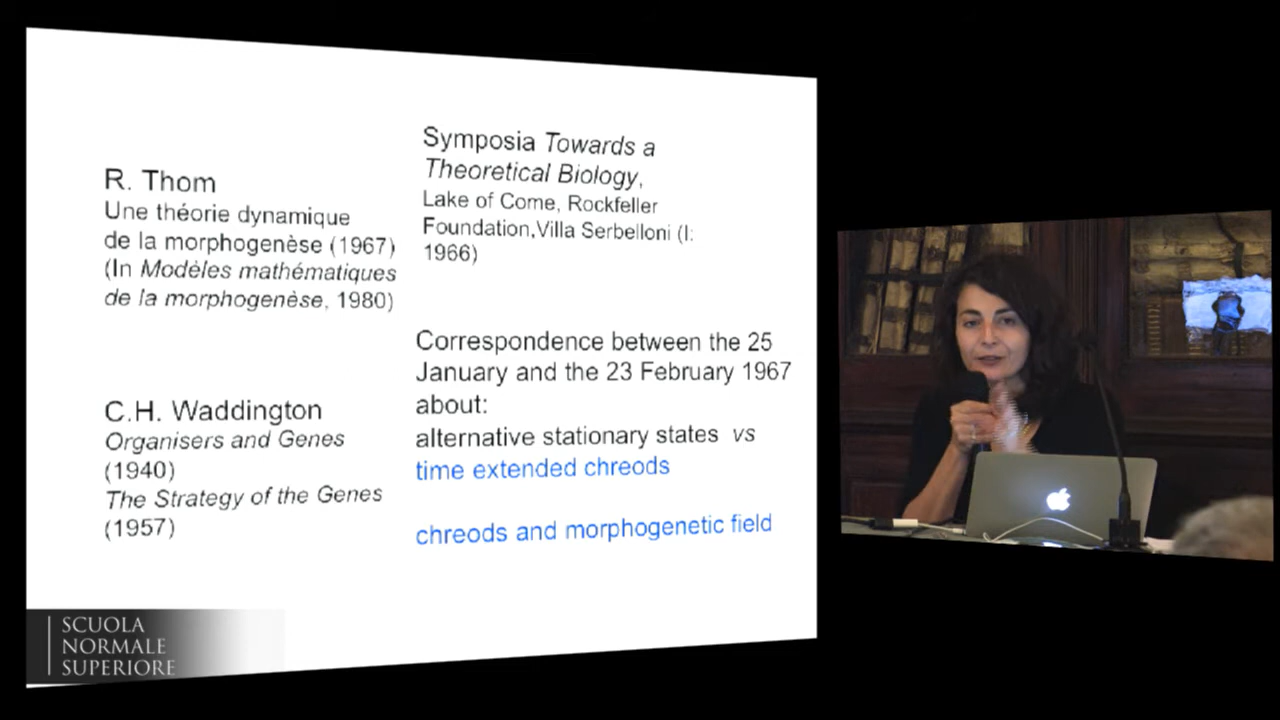 R. Thom
Une théorie dynamique
de la morphogenèse (1967)
(In Modèles mathématiques
de la morphogenèse, 1980)
C.H. Waddington
Organisers and Genes
(1940)
The Strategy of the Genes
(1957)
Symposia Towards a
Theoretical Biology,
Lake of Come, Rockfeller
Foundation,Villa Serbelloni (I:
1966)
Correspondence between the 25
January and the 23 February 1967
about:
alternative stationary states vs
time extended chreods
chreods and morphogenetic field
SCUOLA
NORMALE
SUPERIORE